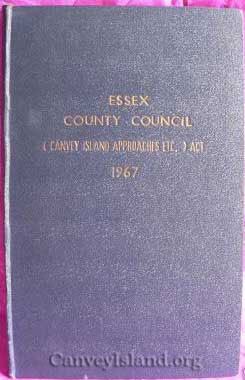 ESSEX
COUNTY COUNCIL
( CANVEY ISLAND APPROACHES ETC. ) ACT
1967
CanveyIsland.org